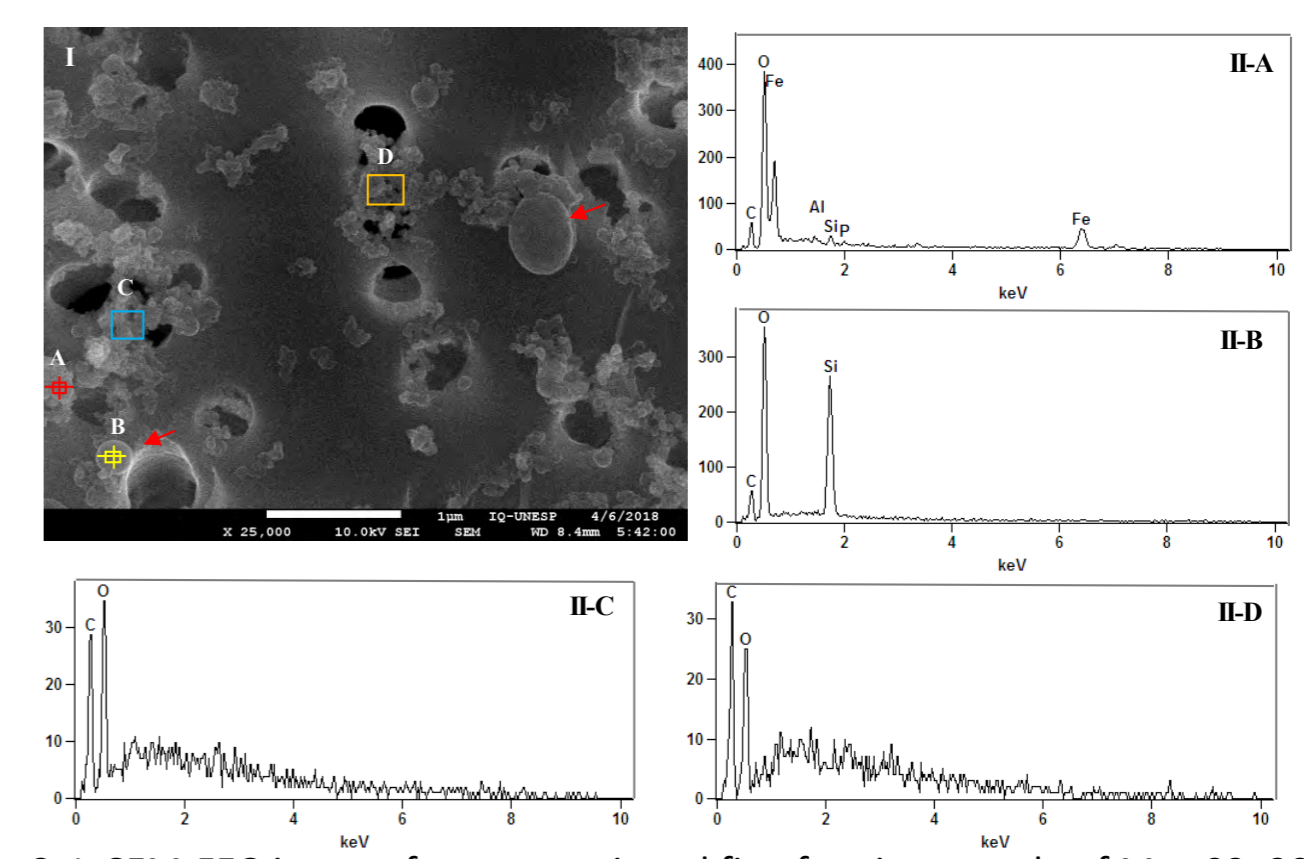 I
D
C
A
B
1µm IQ-UNESP 4/6/2018
X 25,000 10.0kV SEI SEM WD 8.4mm 5:42:00
II-A
400
300
200
100
0
O
Fe
C
Al
Si
P
Fe
0 2 4 6 8 10
keV
II-B
300
200
100
0
O
Si
C
0 2 4 6 8 10
keV
II-C
30
20
10
0
O
C
0 2 4 6 8 10
keV
II-D
30
20
10
0
C
O
0 2 4 6 8 10
keV